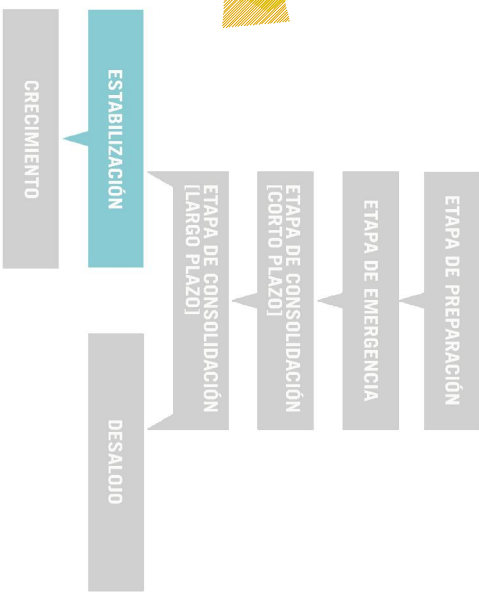 ETAPA DE PREPARACIÓN
ETAPA DE EMERGENCIA
ETAPA DE CONSOLIDACIÓN
[CORTO PLAZO]
ETAPA DE CONSOLIDACIÓN
[LARGO PLAZO]
ESTABILIZACIÓN
DESALOJO
CRECIMIENTO